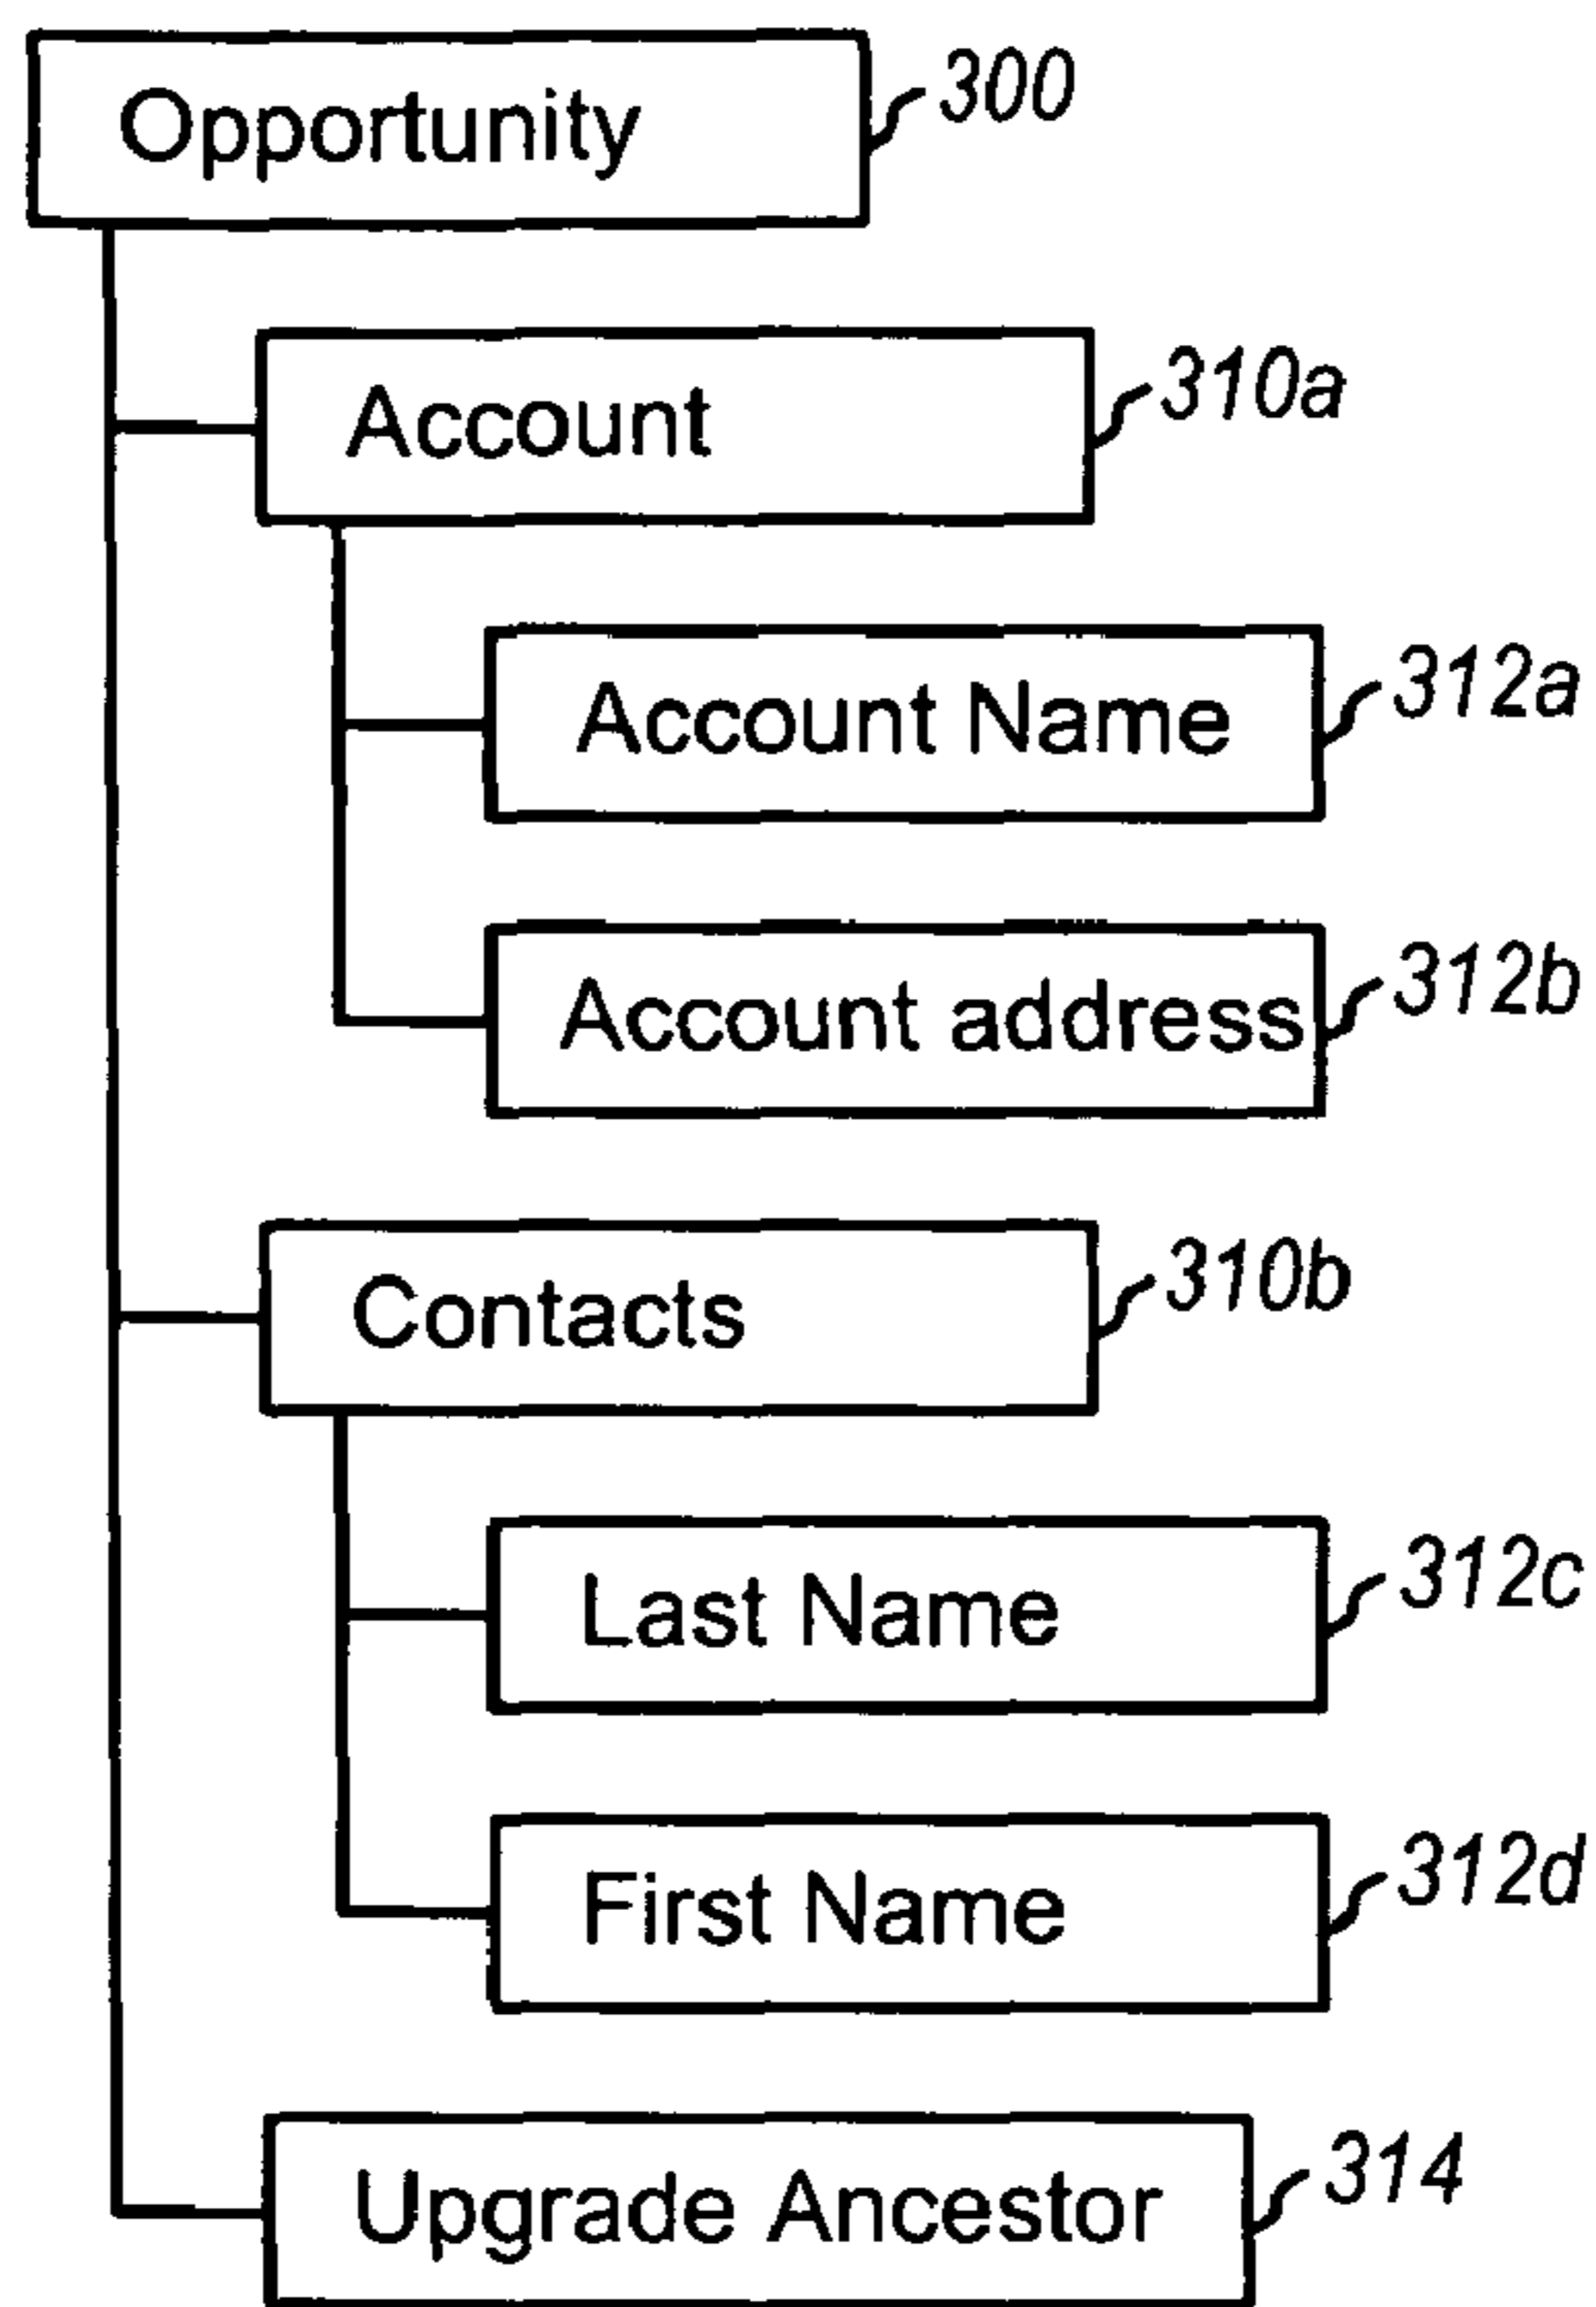 Opportunity 300
Account 310a
Account Name 312a
Account address 312b
Contacts 310b
Last Name 312c
First Name 312d
Upgrade Ancestor 314